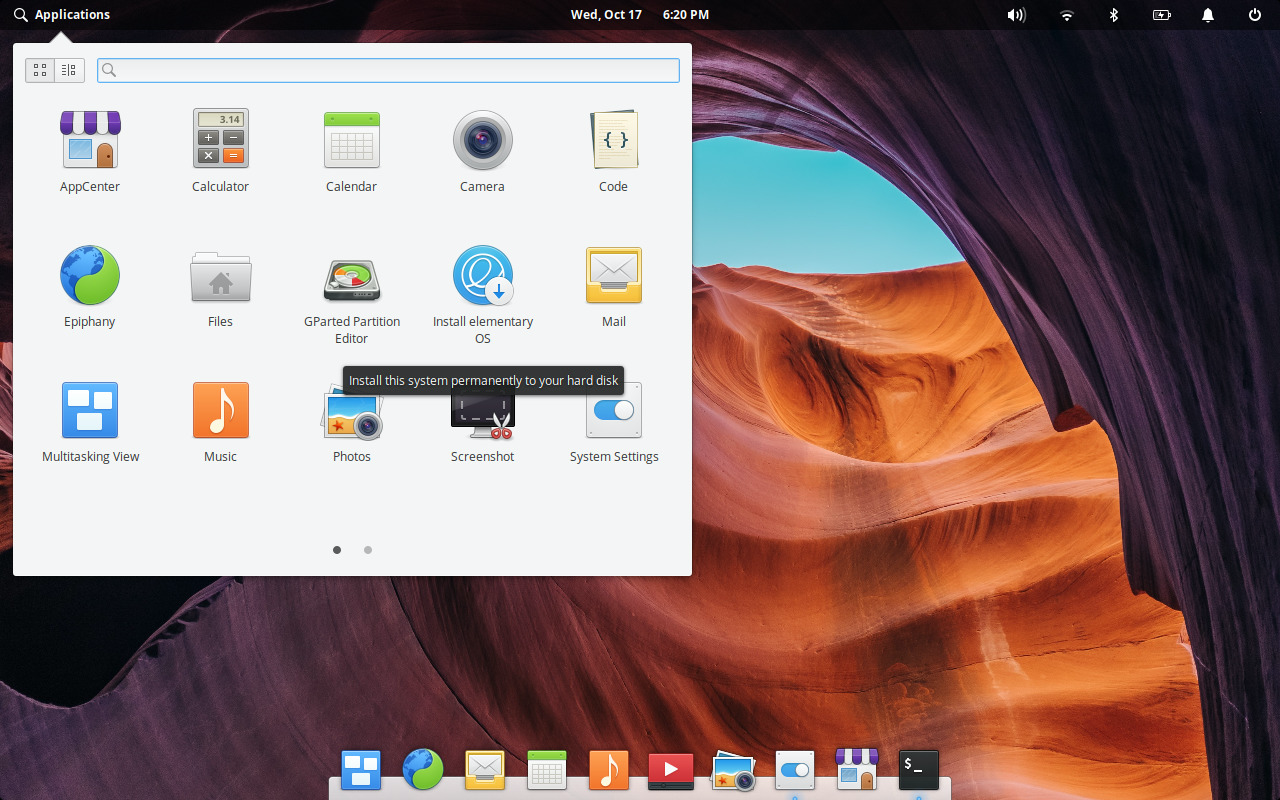 Applications
Wed, Oct 17 6:20 PM
3.14
AppCenter Calculator Calendar Camera Code
Epiphany Files GParted Partition Editor Install elementary OS Mail
Install this system permanently to your hard disk
Multitasking View Music Photos Screenshot System Settings
$_